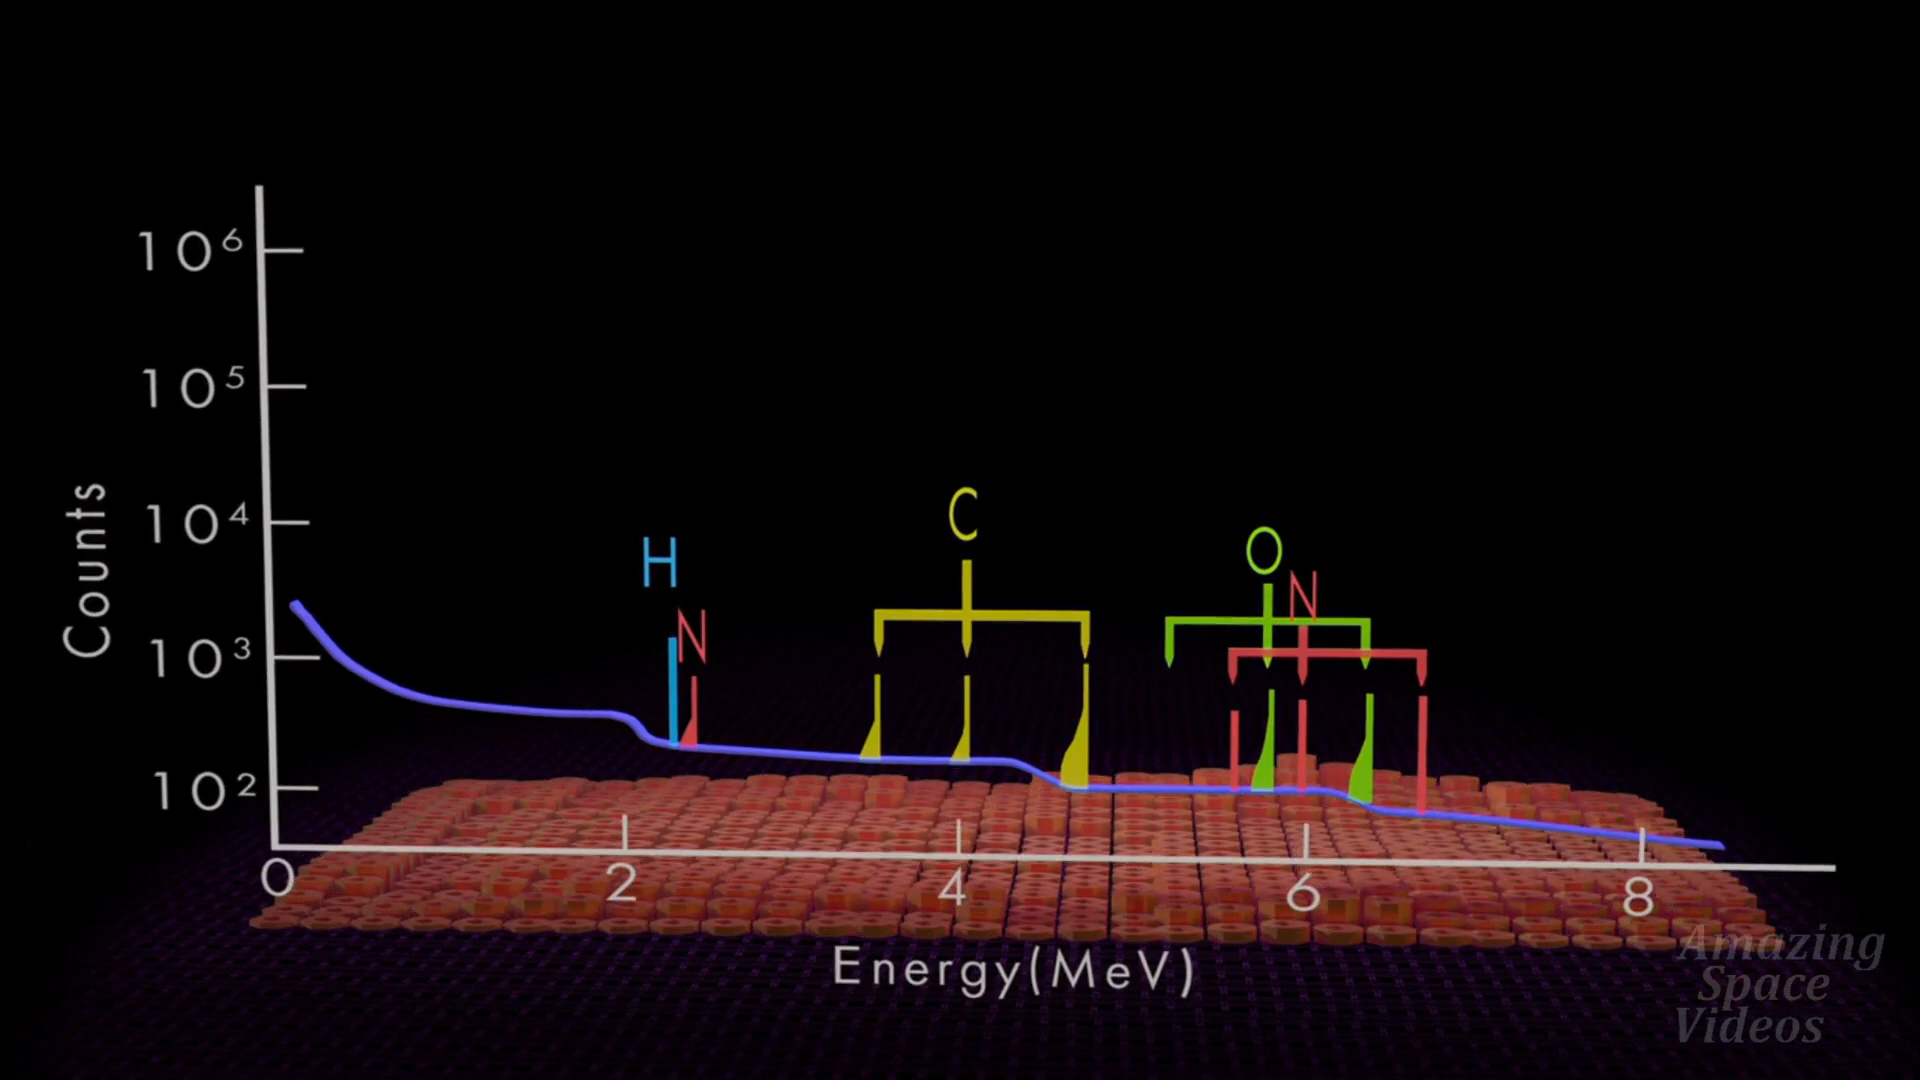 10⁶
10⁵
10⁴
10³
10²
Counts
H
N
C
O
N
0 2 4 6 8
Energy(MeV)
Amazing
Space
Videos